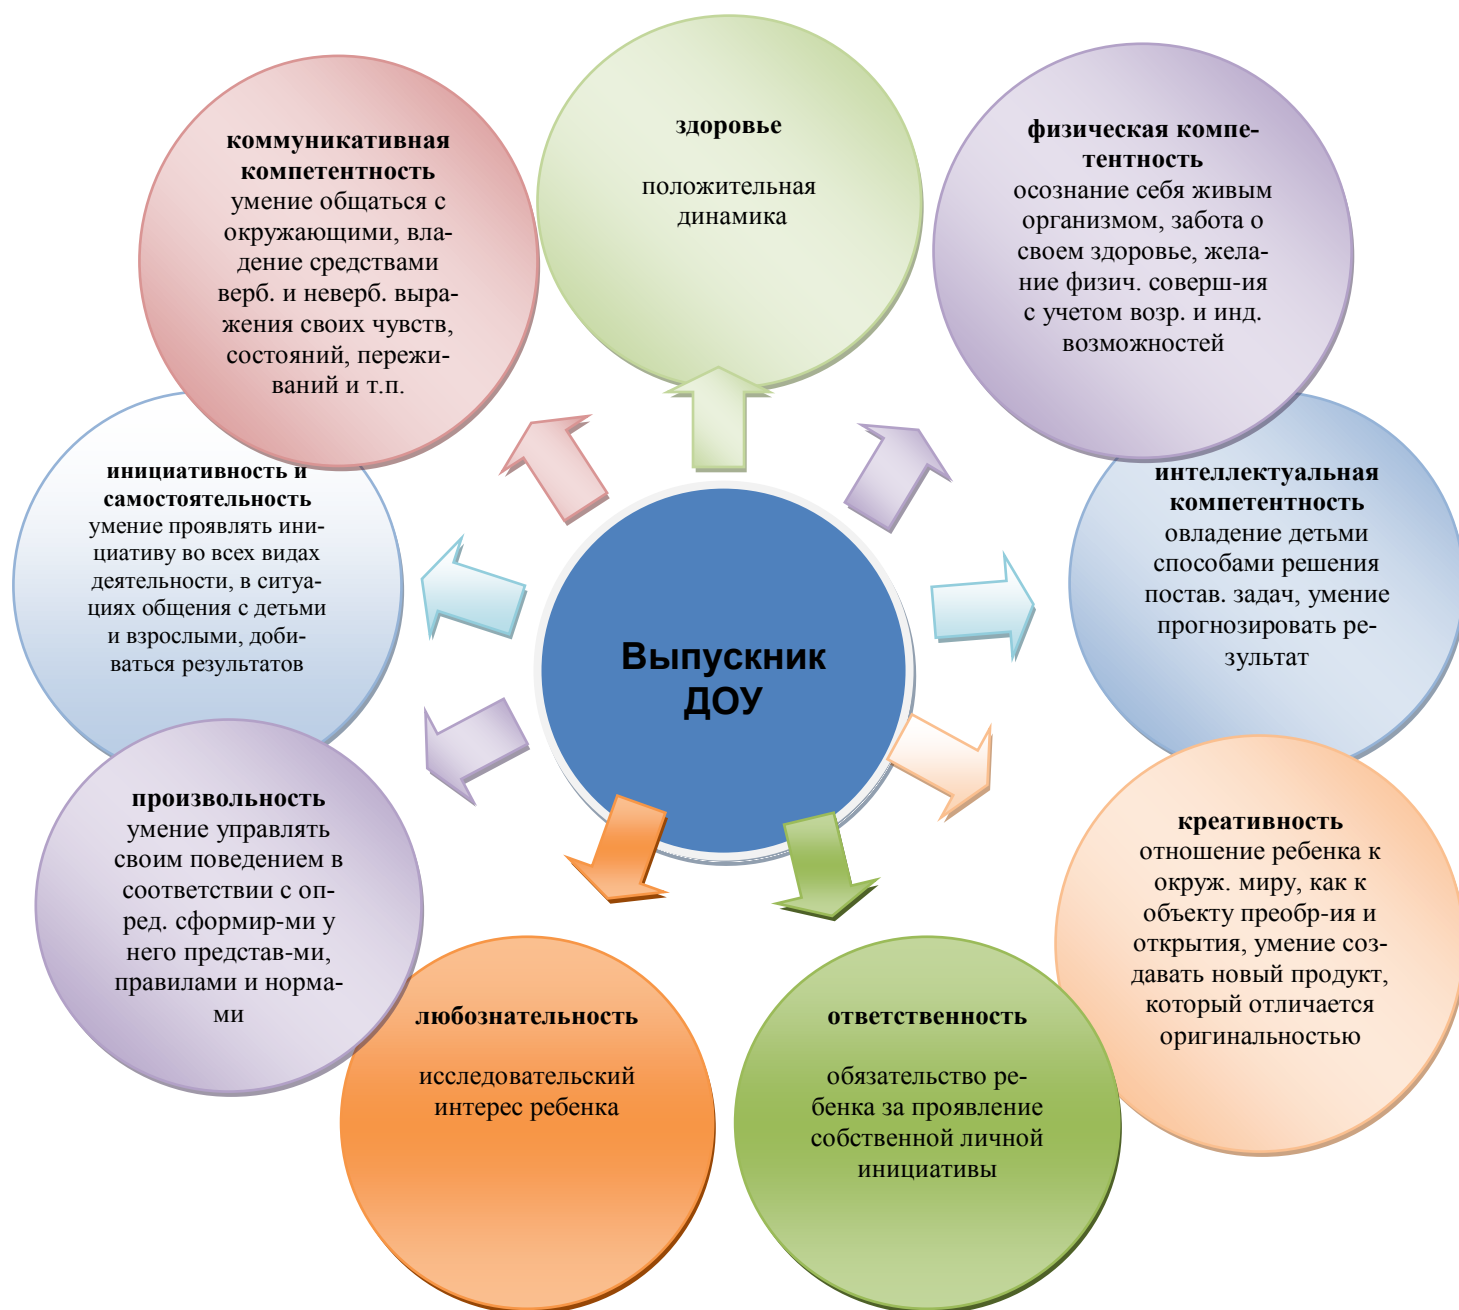 здоровье
положительная
динамика
физическая компе-
тентность
осознание себя живым
организмом, забота о
своем здоровье, жела-
ние физич. соверш-ия
с учетом возр. и инд.
возможностей
интеллектуальная
компетентность
овладение детьми
способами решения
постав. задач, умение
прогнозировать ре-
зультат
креативность
отношение ребенка к
окруж. миру, как к
объекту преобр-ия и
открытия, умение соз-
давать новый продукт,
который отличается
оригинальностью
ответственность
обязательство ре-
бенка за проявление
собственной личной
инициативы
любознательность
исследовательский
интерес ребенка
произвольность
умение управлять
своим поведением в
соответствии с оп-
ред. сформир-ми у
него представ-ми,
правилами и норма-
ми
инициативность и
самостоятельность
умение проявлять ини-
циативу во всех видах
деятельности, в ситуа-
циях общения с детьми
и взрослыми, доби-
ваться результатов
коммуникативная
компетентность
умение общаться с
окружающими, вла-
дение средствами
верб. и неверб. выра-
жения своих чувств,
состояний, пережи-
ваний и т.п.
Выпускник
ДОУ